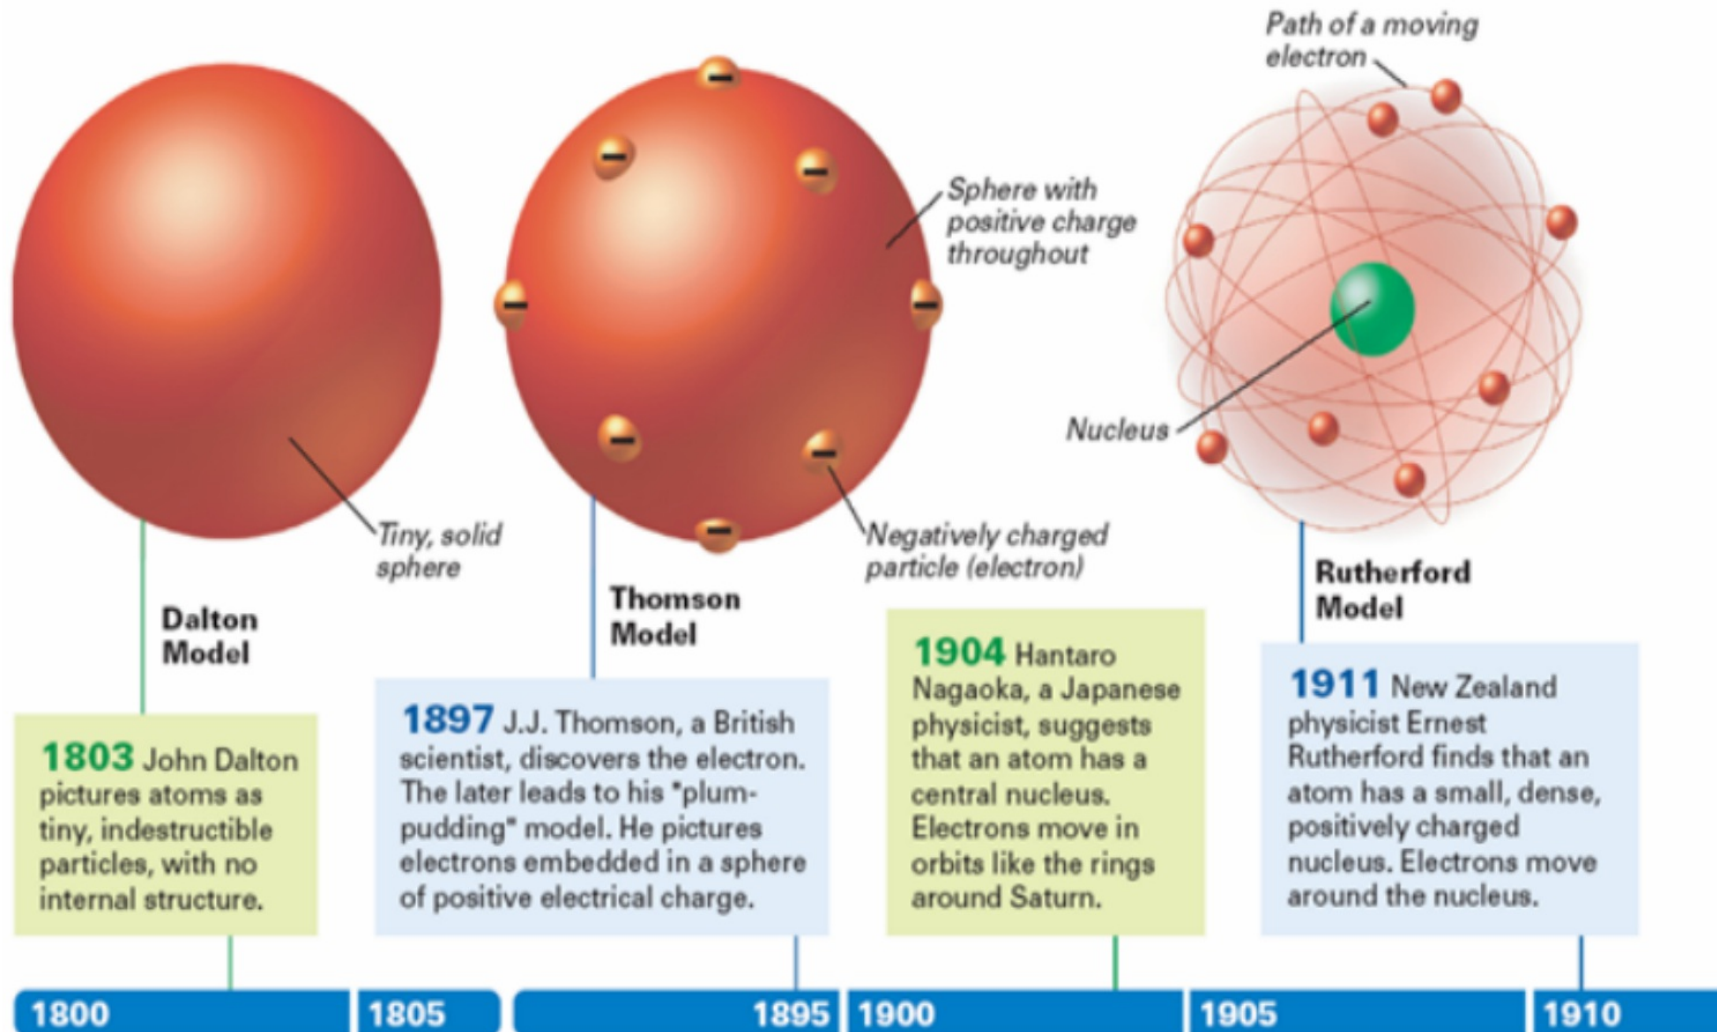 Path of a moving
electron
Sphere with
positive charge
throughout
Nucleus
Tiny, solid
sphere
Negatively charged
particle (electron)
Dalton
Model
Thomson
Model
Rutherford
Model
1803 John Dalton
pictures atoms as
tiny, indestructible
particles, with no
internal structure.
1897 J.J. Thomson, a British
scientist, discovers the electron.
The later leads to his "plum-
pudding" model. He pictures
electrons embedded in a sphere
of positive electrical charge.
1904 Hantaro
Nagaoka, a Japanese
physicist, suggests
that an atom has a
central nucleus.
Electrons move in
orbits like the rings
around Saturn.
1911 New Zealand
physicist Ernest
Rutherford finds that an
atom has a small, dense,
positively charged
nucleus. Electrons move
around the nucleus.
1800 1805 1895 1900 1905 1910